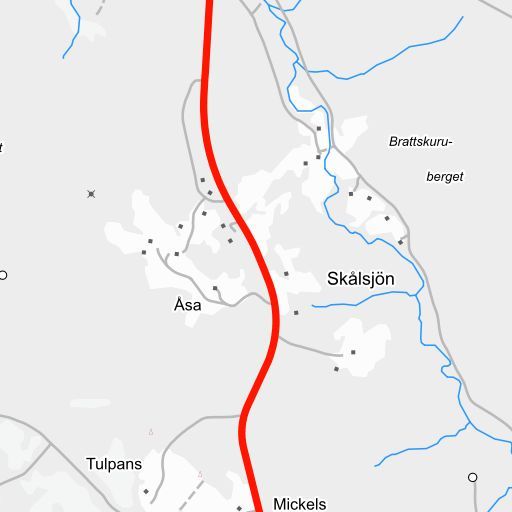 Brattskuru-
t
berget
Skålsjön
Åsa
Tulpans
Mickels